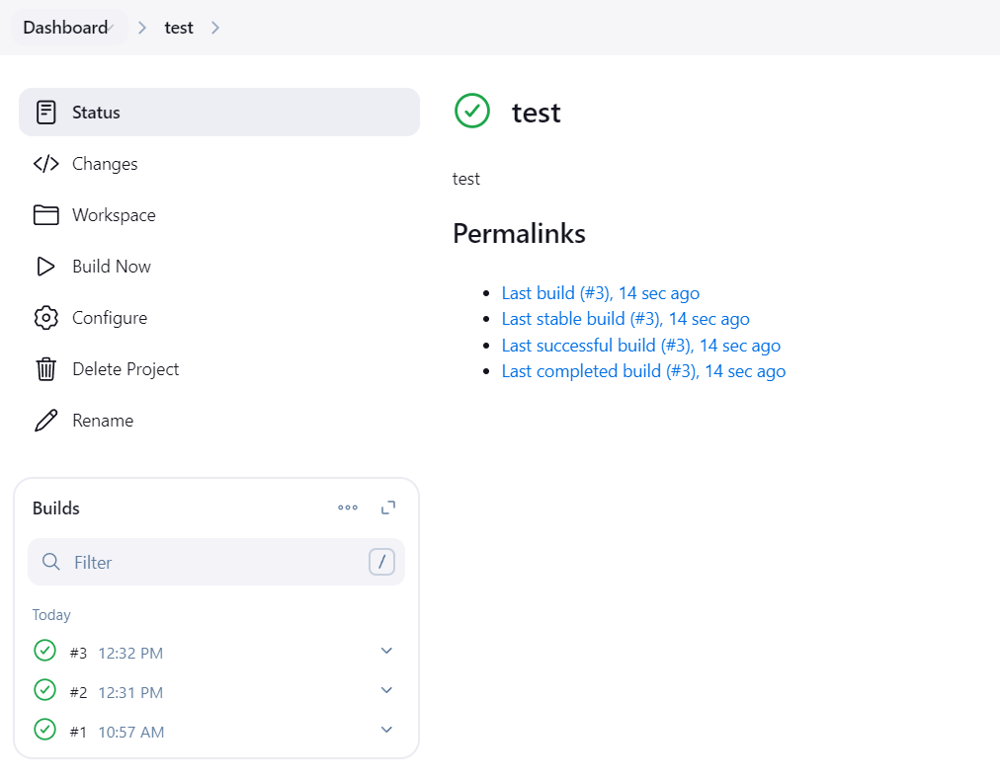 Dashboard test
Status
Changes
Workspace
Build Now
Configure
Delete Project
Rename
Builds
Filter /
Today
#3 12:32 PM
#2 12:31 PM
#1 10:57 AM
test
test
Permalinks
Last build (#3), 14 sec ago
Last stable build (#3), 14 sec ago
Last successful build (#3), 14 sec ago
Last completed build (#3), 14 sec ago